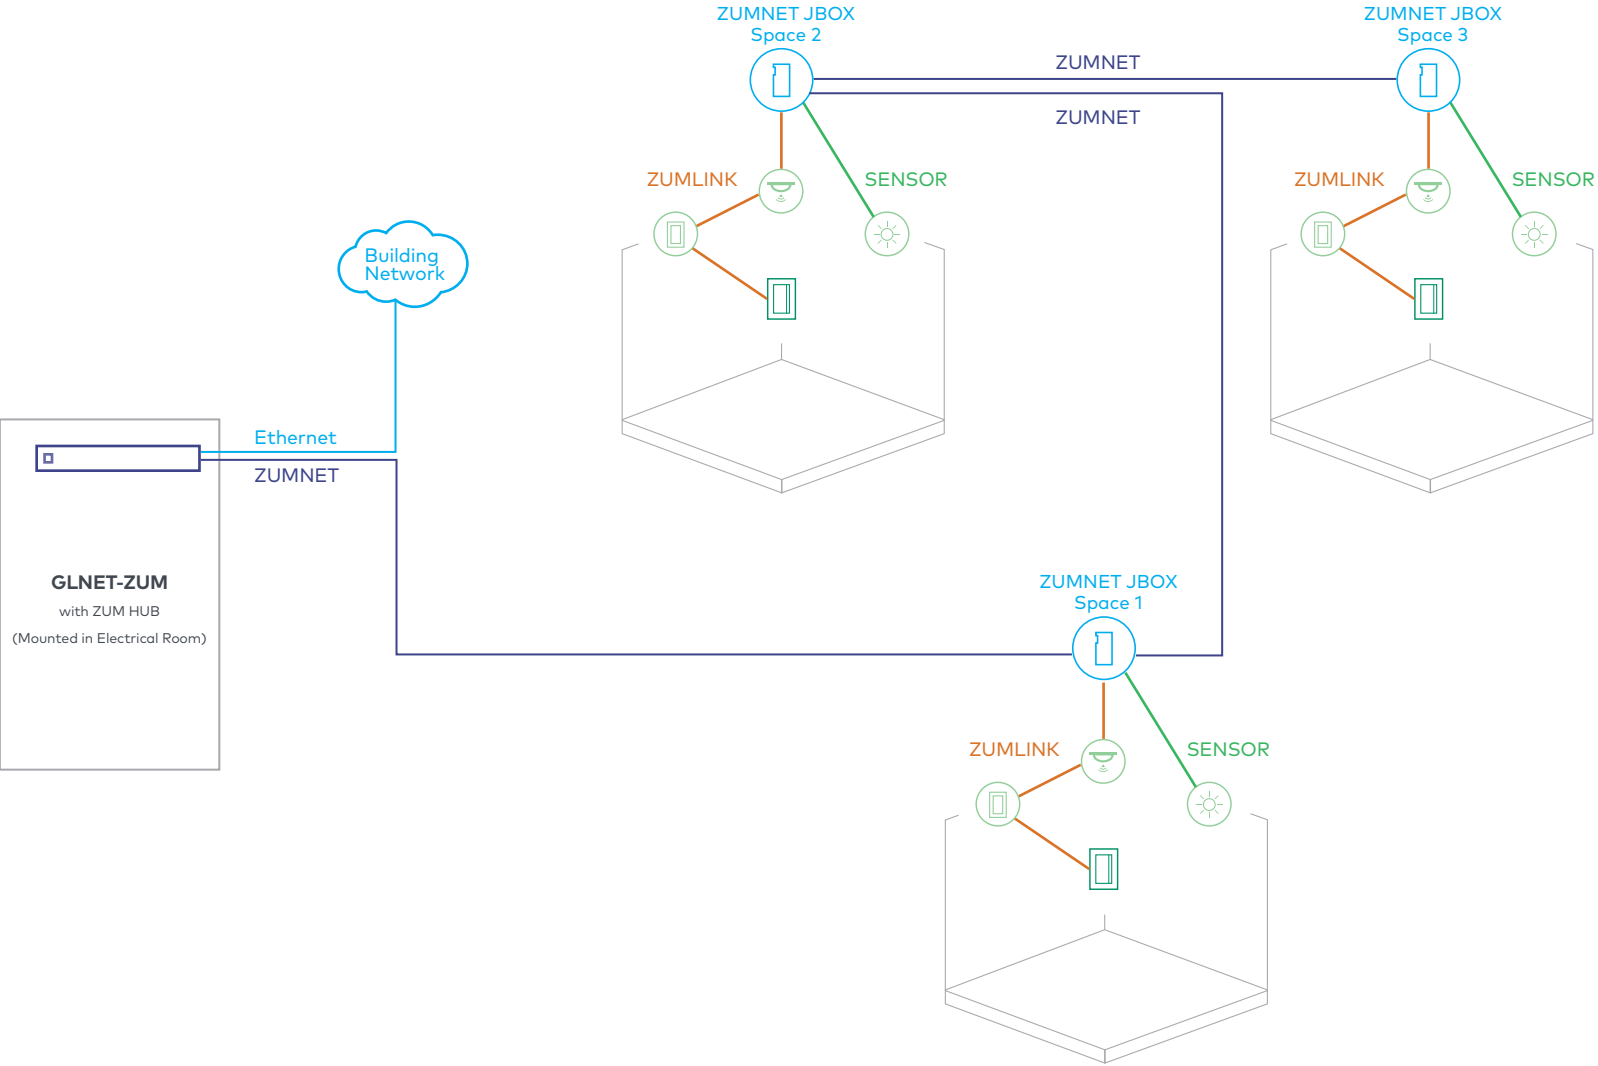 ZUMNET JBOX
Space 2
ZUMNET JBOX
Space 3
ZUMNET
ZUMNET
ZUMLINK
SENSOR
ZUMLINK
SENSOR
Building
Network
Ethernet
ZUMNET
GLNET-ZUM
with ZUM HUB
(Mounted in Electrical Room)
ZUMNET JBOX
Space 1
ZUMLINK
SENSOR